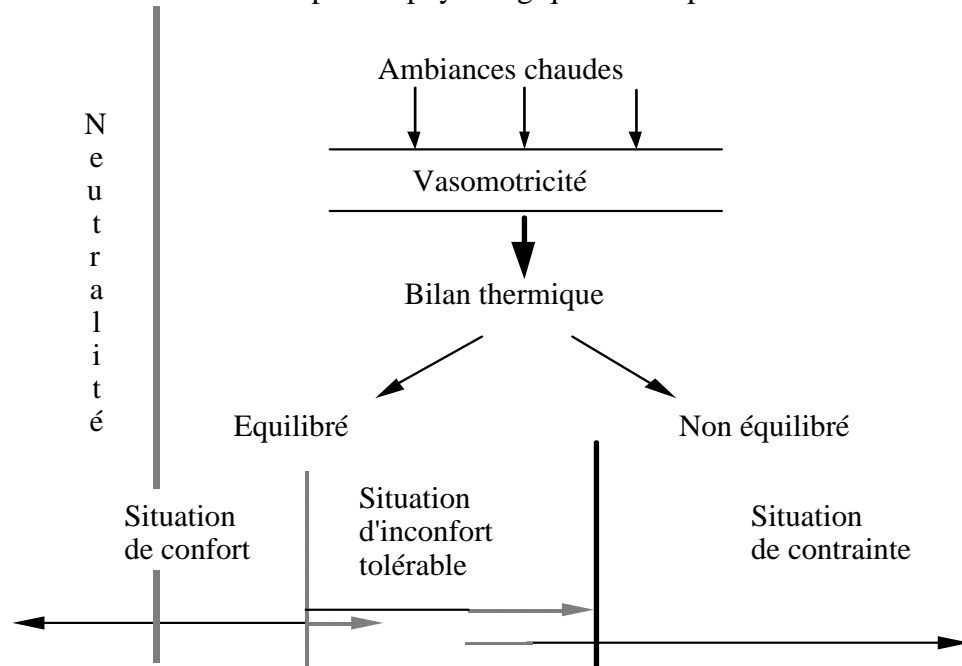 Ambiances chaudes
Neutralité
Vasomotricité
Bilan thermique
Equilibré
Non équilibré
Situation
de confort
Situation
d'inconfort
tolérable
Situation
de contrainte